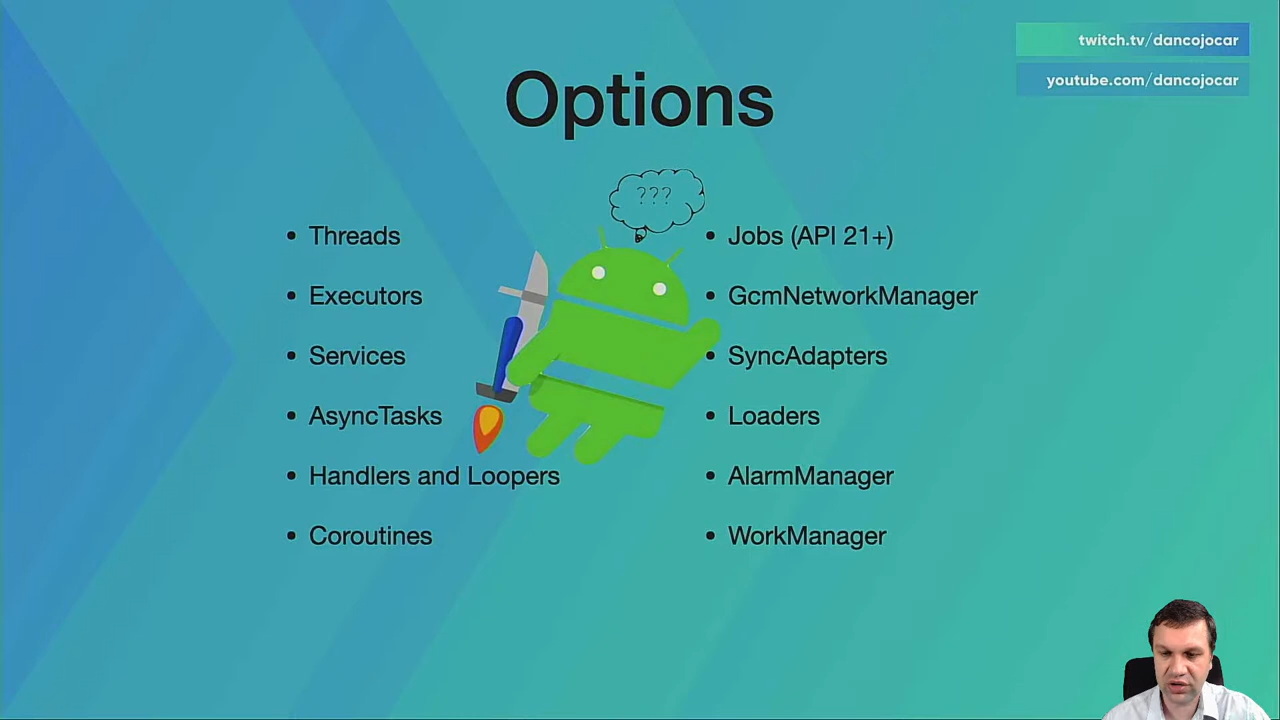 twitch.tv/dancojocar
youtube.com/dancojocar
Options
???
• Threads
• Executors
• Services
• AsyncTasks
• Handlers and Loopers
• Coroutines
• Jobs (API 21+)
• GcmNetworkManager
• SyncAdapters
• Loaders
• AlarmManager
• WorkManager